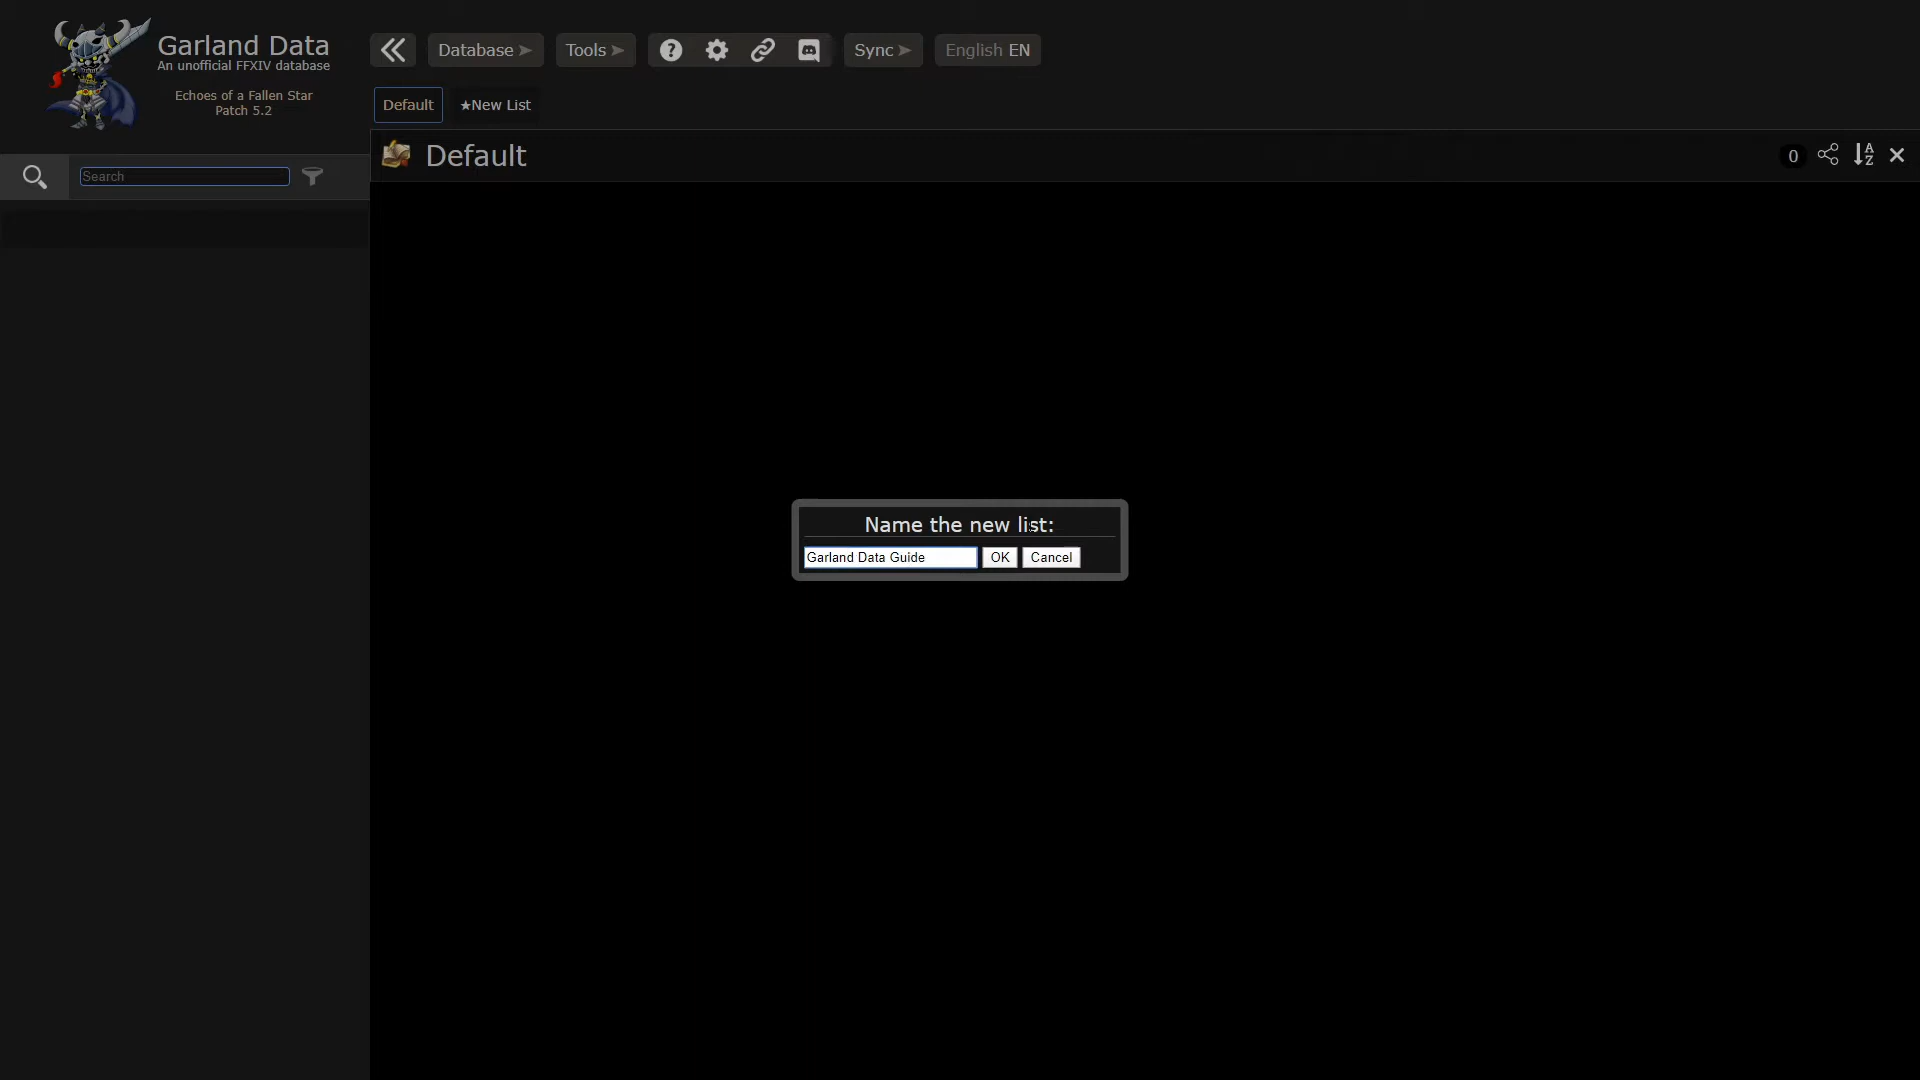 Garland Data
An unofficial FFXIV database
Echoes of a Fallen Star
Patch 5.2
Database ➤
Tools ➤
Sync ➤
English EN
Default
★New List
Search
Default
0
Name the new list:
Garland Data Guide
OK
Cancel